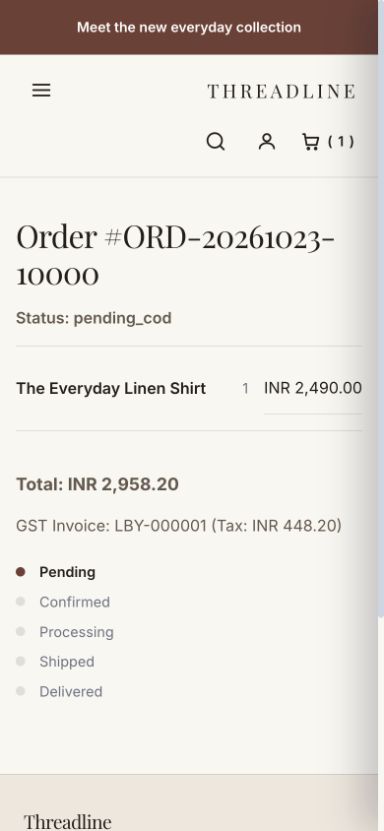 Meet the new everyday collection
THREADLINE
( 1 )
Order #ORD-20261023-
10000
Status: pending_cod
The Everyday Linen Shirt 1 INR 2,490.00
Total: INR 2,958.20
GST Invoice: LBY-000001 (Tax: INR 448.20)
Pending
Confirmed
Processing
Shipped
Delivered
Threadline